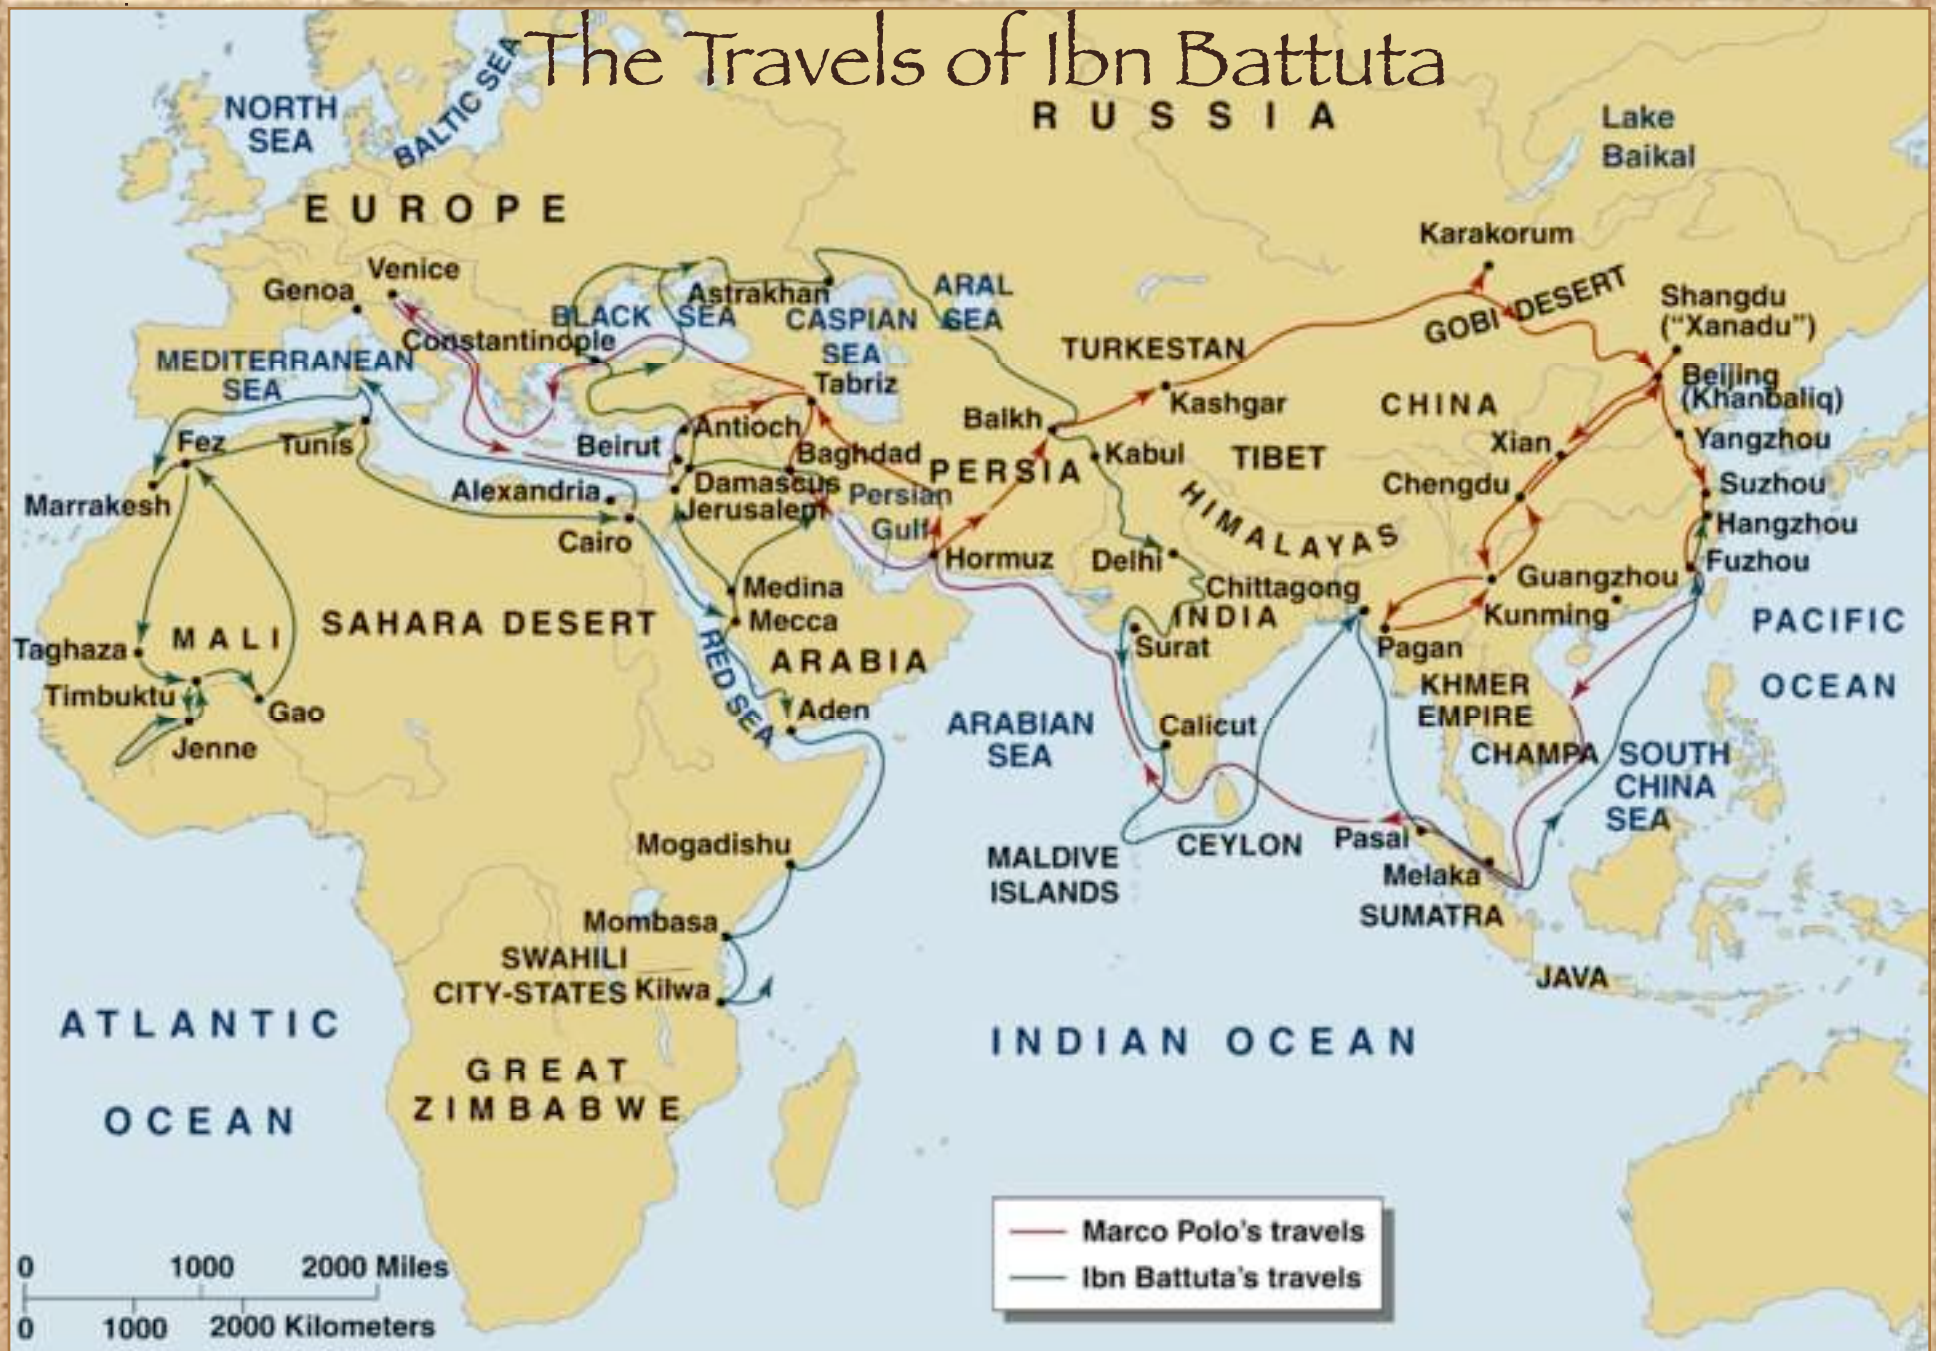 The Travels of Ibn Battuta
RUSSIA
NORTH
SEA
BALTIC SEA
Lake
Baikal
EUROPE
Karakorum
Venice
Genoa
Astrakhan
ARAL
SEA
GOBI DESERT
Shangdu
("Xanadu")
BLACK SEA
CASPIAN
SEA
Constantinople
TURKESTAN
MEDITERRANEAN
SEA
Tabriz
Beijing
(Khanbaliq)
Kashgar
CHINA
Balkh
Antioch
Fez
Tunis
Beirut
Baghdad
PERSIA
Kabul
TIBET
Xian
Yangzhou
Marrakesh
Alexandria
Damascus
Jerusalem
Persian
Gulf
HIMALAYAS
Chengdu
Suzhou
Hangzhou
Cairo
Hormuz
Delhi
Fuzhou
Medina
Chittagong
Guangzhou
Kunming
SAHARA DESERT
Mecca
INDIA
PACIFIC
OCEAN
Taghaza
MALI
RED SEA
ARABIA
Surat
Pagan
Timbuktu
Gao
Aden
KHMER
EMPIRE
Jenne
ARABIAN
SEA
Calicut
CHAMPA
SOUTH
CHINA
SEA
Mogadishu
MALDIVE
ISLANDS
CEYLON
Pasai
Melaka
SUMATRA
Mombasa
SWAHILI
CITY-STATES
Kilwa
JAVA
ATLANTIC
OCEAN
INDIAN OCEAN
GREAT
ZIMBABWE
Marco Polo's travels
Ibn Battuta's travels
0 1000 2000 Miles
0 1000 2000 Kilometers